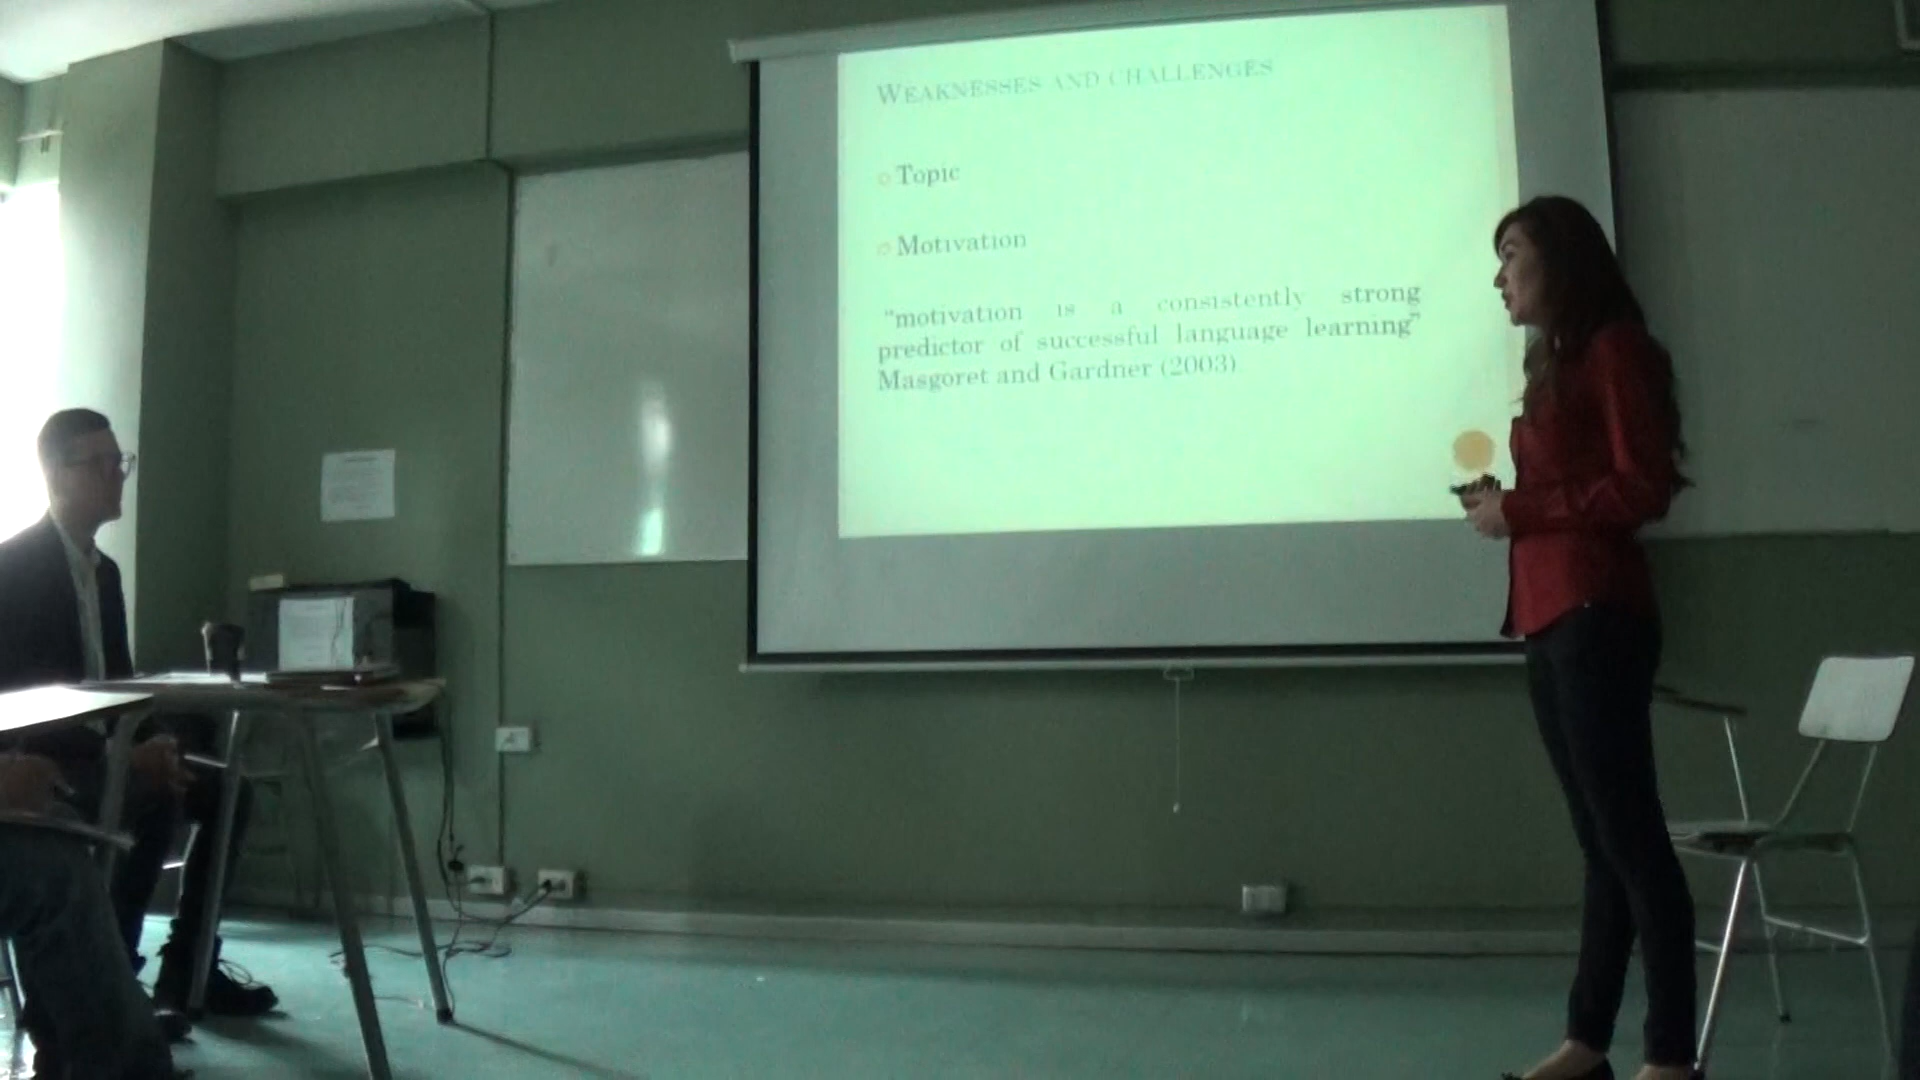 WEAKNESSES AND CHALLENGES
Topic
Motivation
“motivation is a consistently strong
predictor of successful language learning”
Masgoret and Gardner (2003)